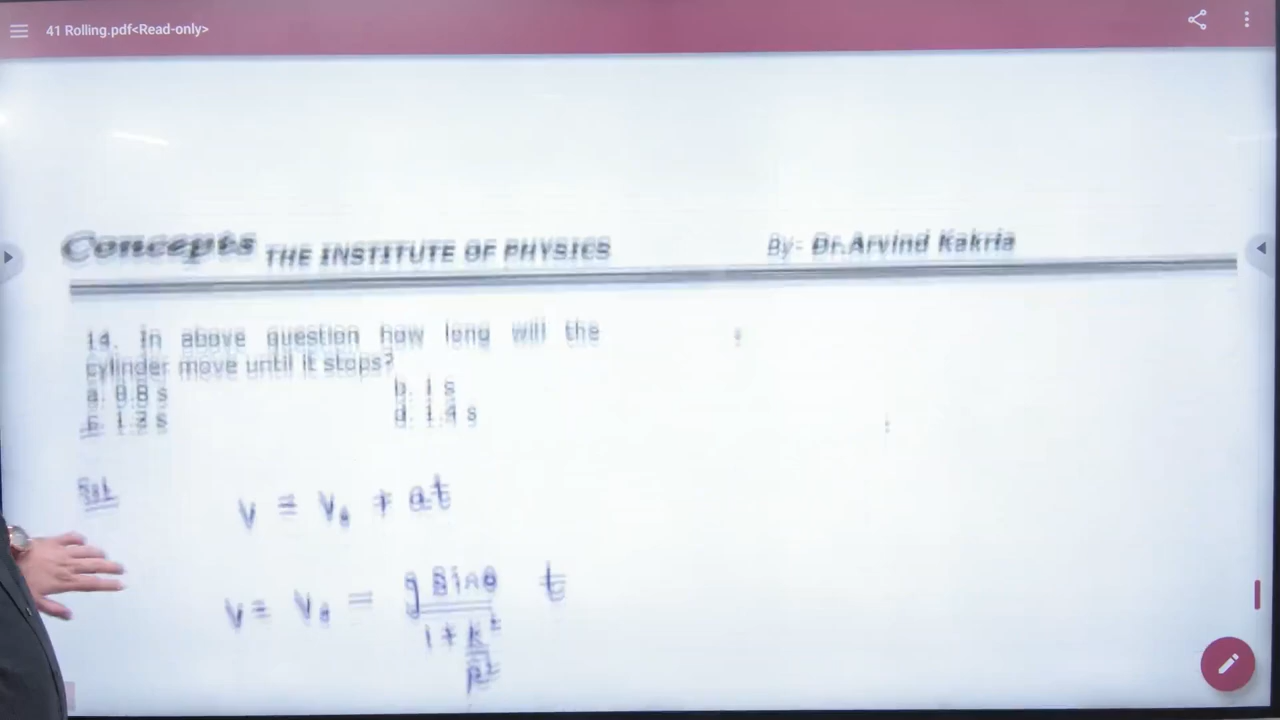 41 Rolling.pdf<Read-only>
Concepts THE INSTITUTE OF PHYSICS By:- Dr.Arvind Kakria
14. In above question how long will the
cylinder move until it stops?
a. 0.8 s b. 1 s
c. 1.2 s d. 1.4 s
Sol
v = v₀ + at
v = v₀ = g sinθ t
1 + k²
R²